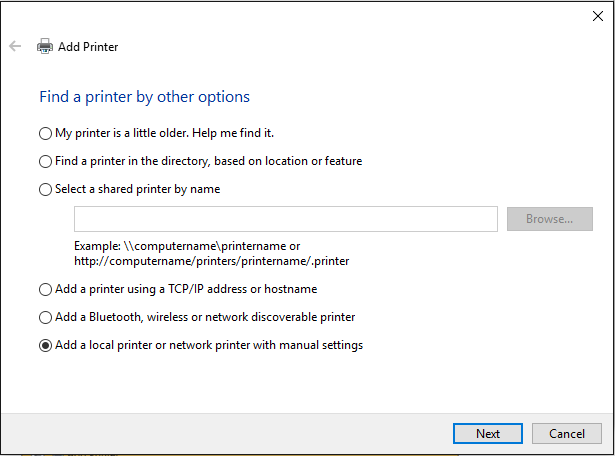 Add Printer
Find a printer by other options
My printer is a little older. Help me find it.
Find a printer in the directory, based on location or feature
Select a shared printer by name
Browse...
Example: \\computername\printername or
http://computername/printers/printername/.printer
Add a printer using a TCP/IP address or hostname
Add a Bluetooth, wireless or network discoverable printer
Add a local printer or network printer with manual settings
Next
Cancel